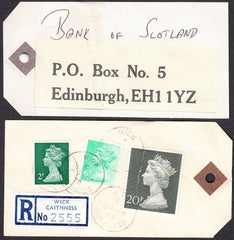 BANK OF SCOTLAND
P.O. Box No. 5
Edinburgh, EH1 1YZ
2P
20P
R
WICK
CAITHNESS
No 2555